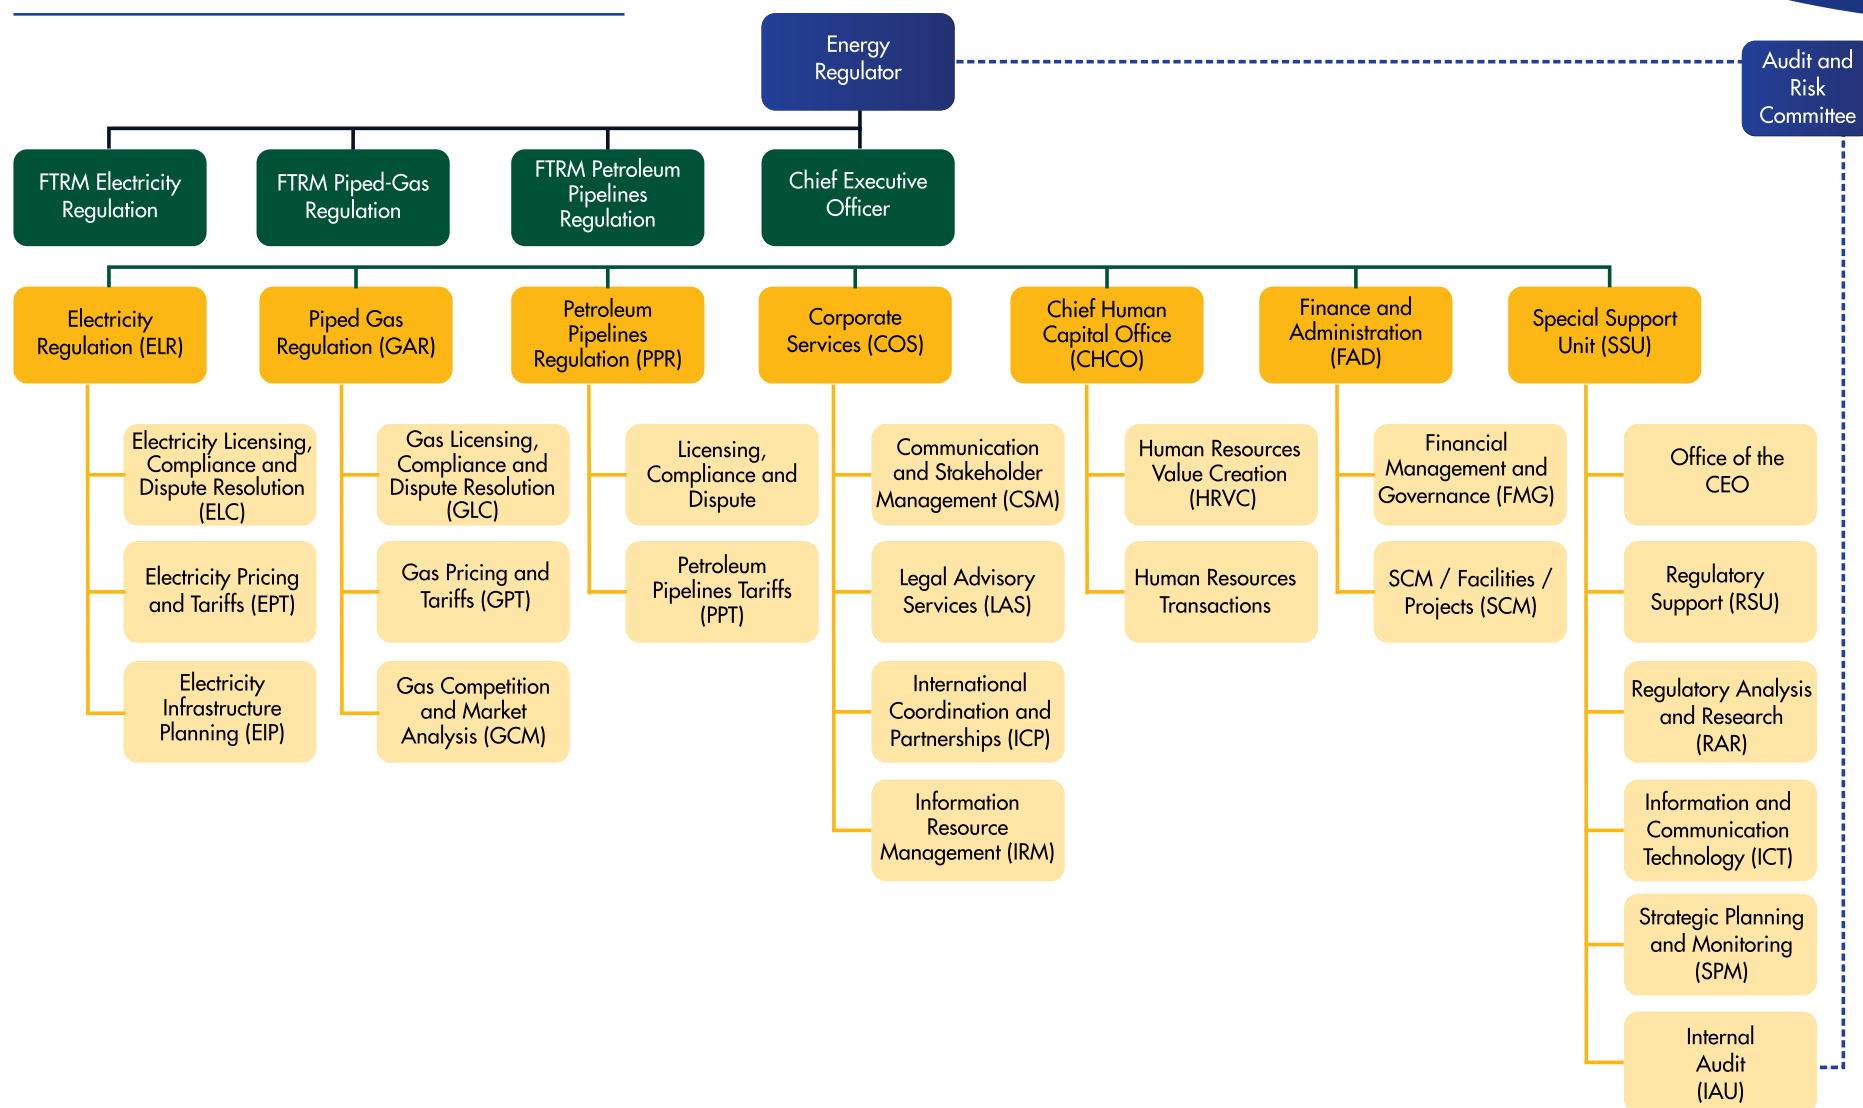 Energy
Regulator
Audit and
Risk
Committee
FTRM Electricity
Regulation
FTRM Piped-Gas
Regulation
FTRM Petroleum
Pipelines
Regulation
Chief Executive
Officer
Electricity
Regulation (ELR)
Piped Gas
Regulation (GAR)
Petroleum
Pipelines
Regulation (PPR)
Corporate
Services (COS)
Chief Human
Capital Office
(CHCO)
Finance and
Administration
(FAD)
Special Support
Unit (SSU)
Electricity Licensing,
Compliance and
Dispute Resolution
(ELC)
Electricity Pricing
and Tariffs (EPT)
Electricity
Infrastructure
Planning (EIP)
Gas Licensing,
Compliance and
Dispute Resolution
(GLC)
Gas Pricing and
Tariffs (GPT)
Gas Competition
and Market
Analysis (GCM)
Licensing,
Compliance and
Dispute
Petroleum
Pipelines Tariffs
(PPT)
Communication
and Stakeholder
Management (CSM)
Legal Advisory
Services (LAS)
International
Coordination and
Partnerships (ICP)
Information
Resource
Management (IRM)
Human Resources
Value Creation
(HRVC)
Human Resources
Transactions
Financial
Management and
Governance (FMG)
SCM / Facilities /
Projects (SCM)
Office of the
CEO
Regulatory
Support (RSU)
Regulatory Analysis
and Research
(RAR)
Information and
Communication
Technology (ICT)
Strategic Planning
and Monitoring
(SPM)
Internal
Audit
(IAU)